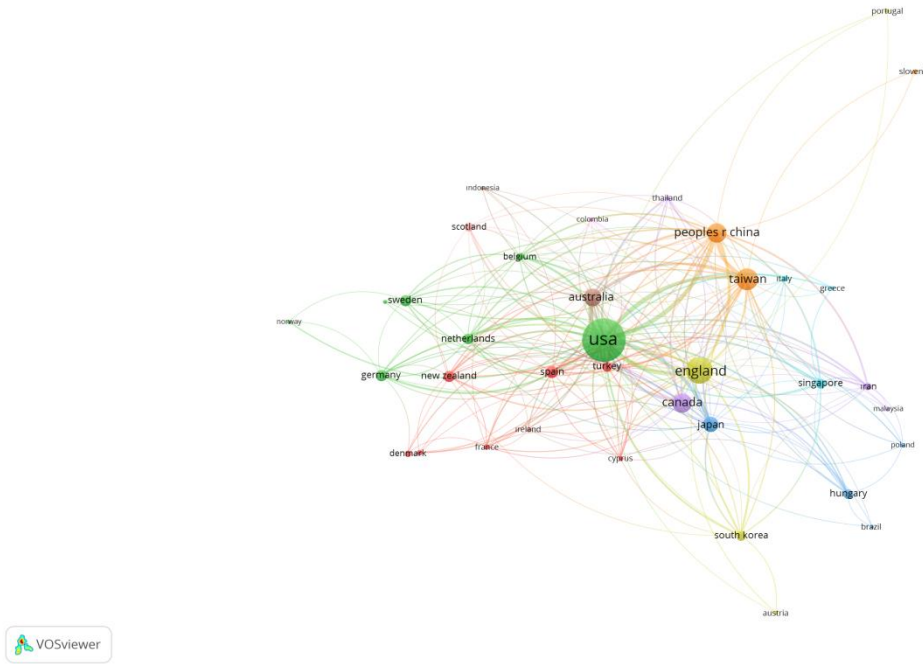 portugal
sloven
indonesia
thailand
scotland
colombia
peoples r china
belgium
taiwan
italy
greece
australia
sweden
norway
netherlands
usa
turkey
england
germany
new zealand
spain
singapore
iran
canada
malaysia
japan
ireland
poland
denmark
france
cyprus
hungary
brazil
south korea
austria
VOSviewer